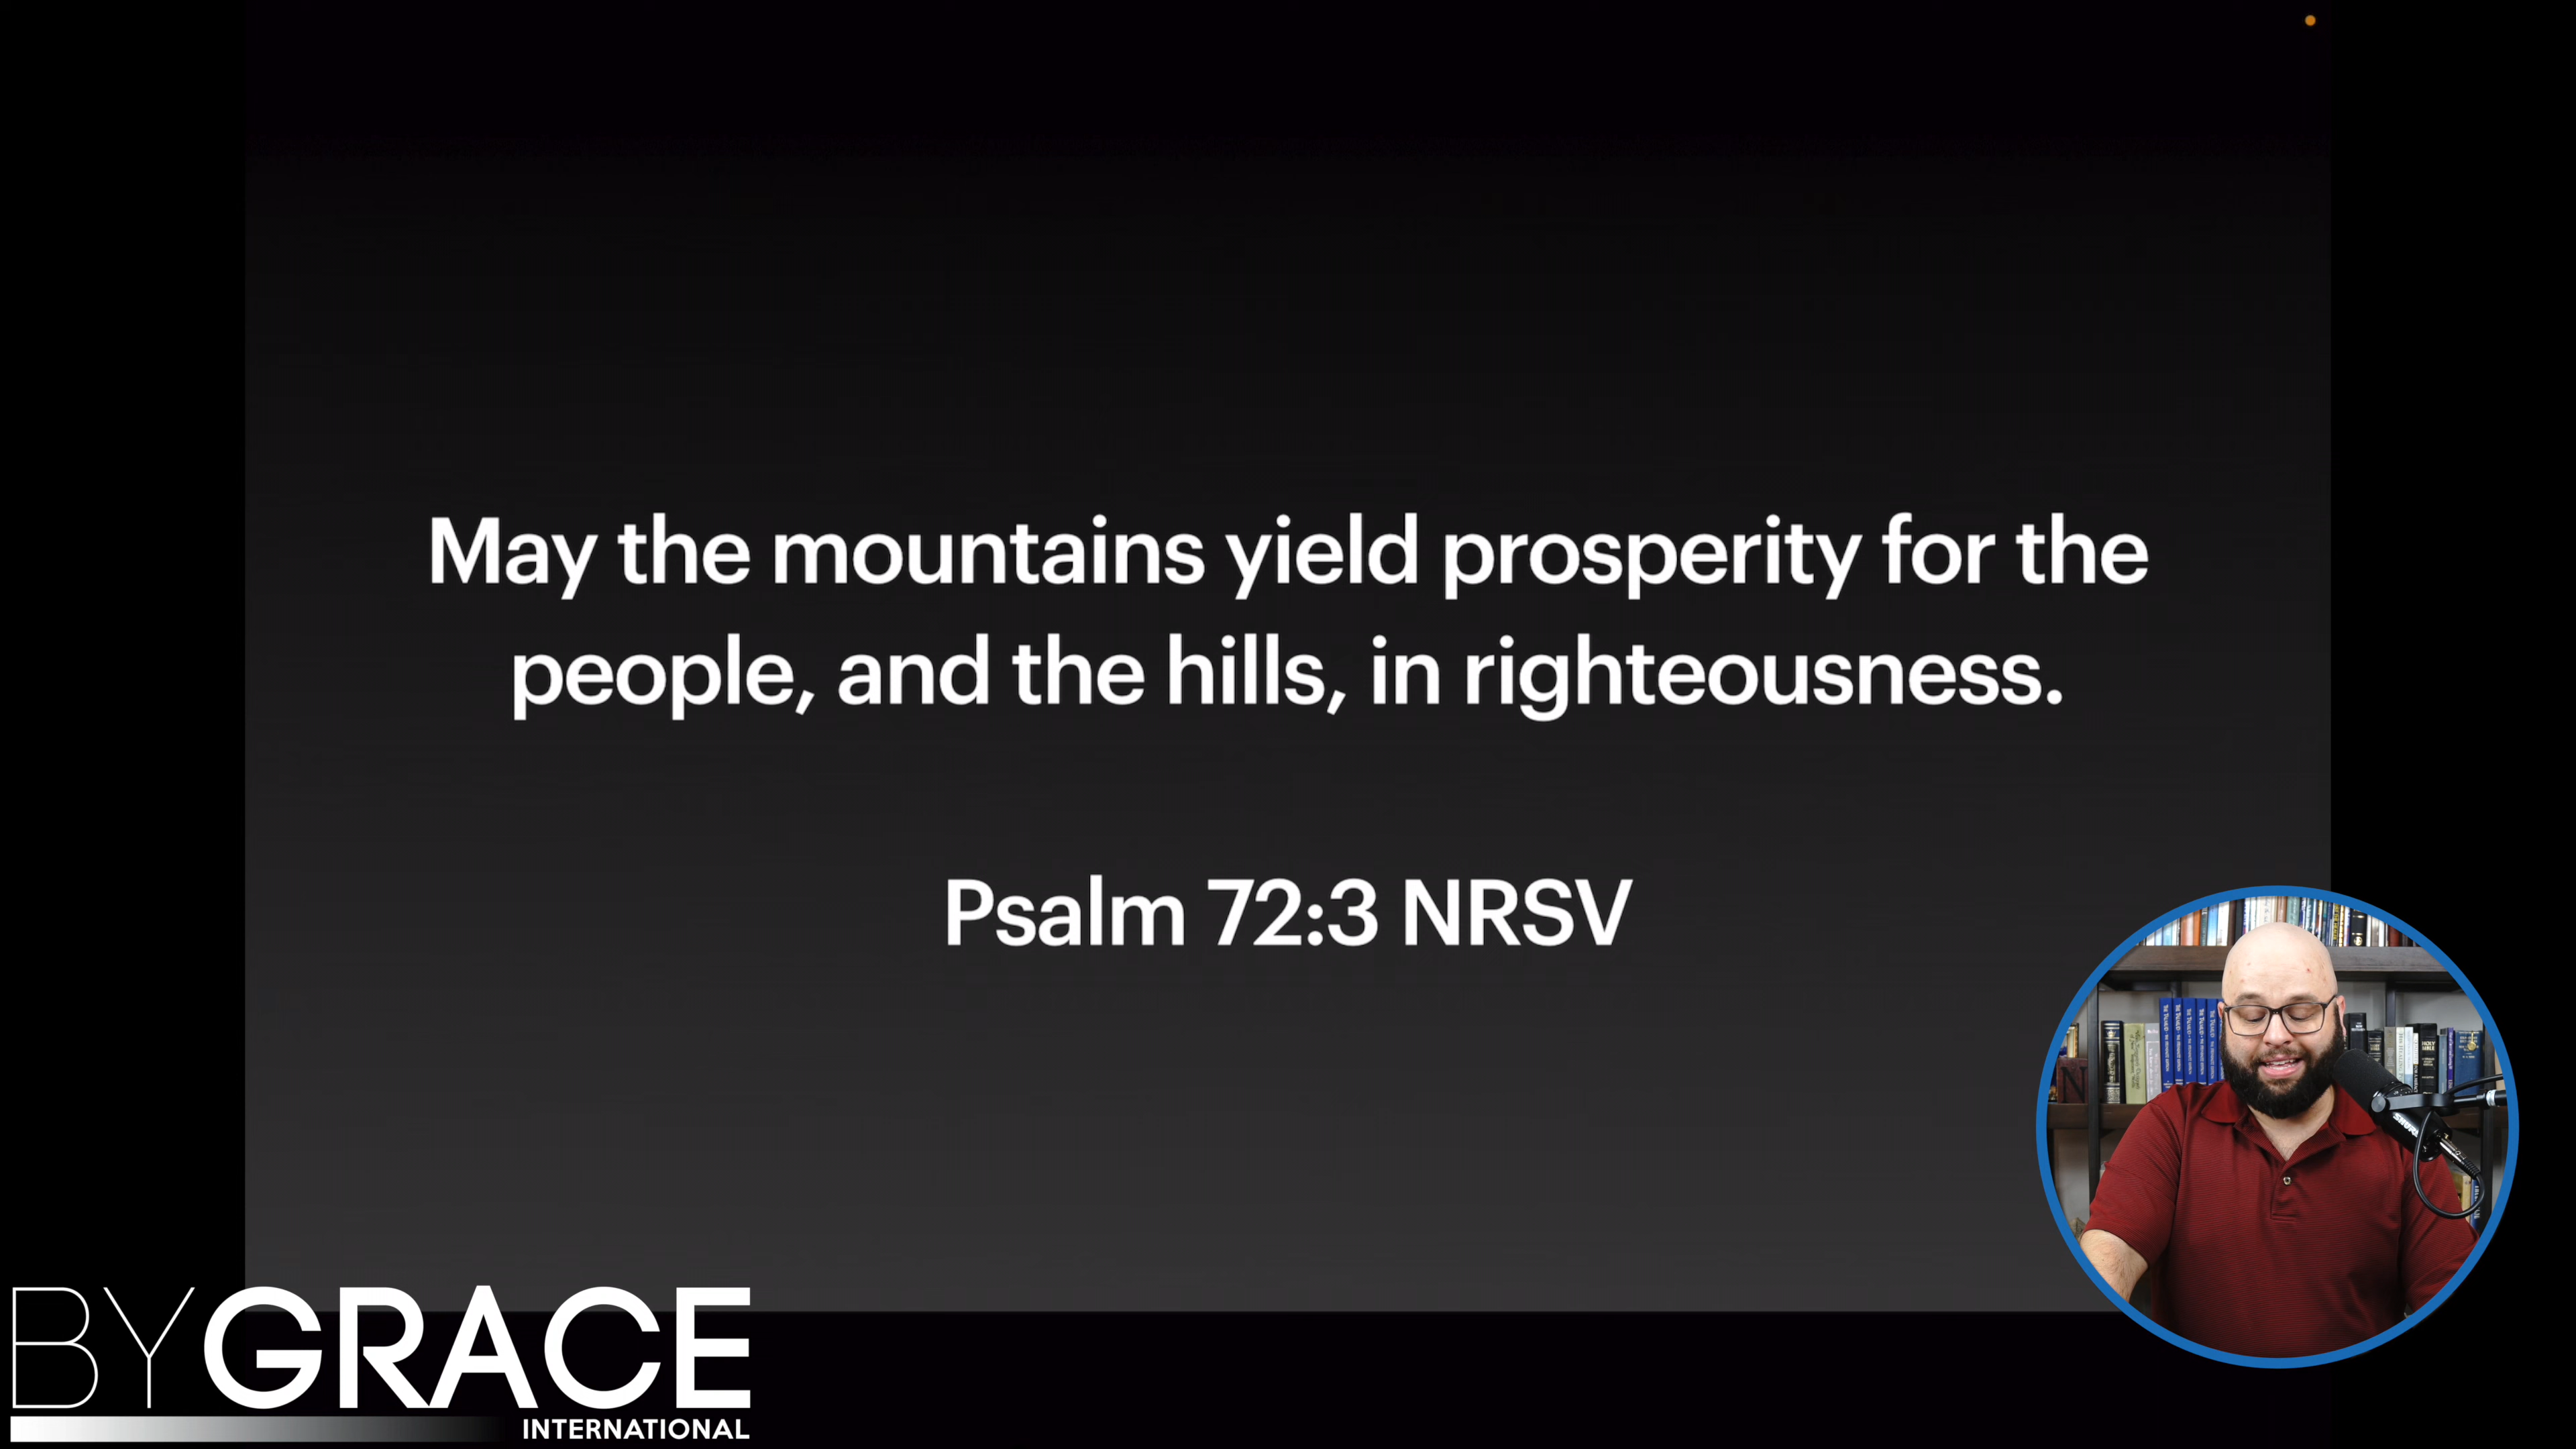 May the mountains yield prosperity for the
people, and the hills, in righteousness.
Psalm 72:3 NRSV
BYGRACE
INTERNATIONAL